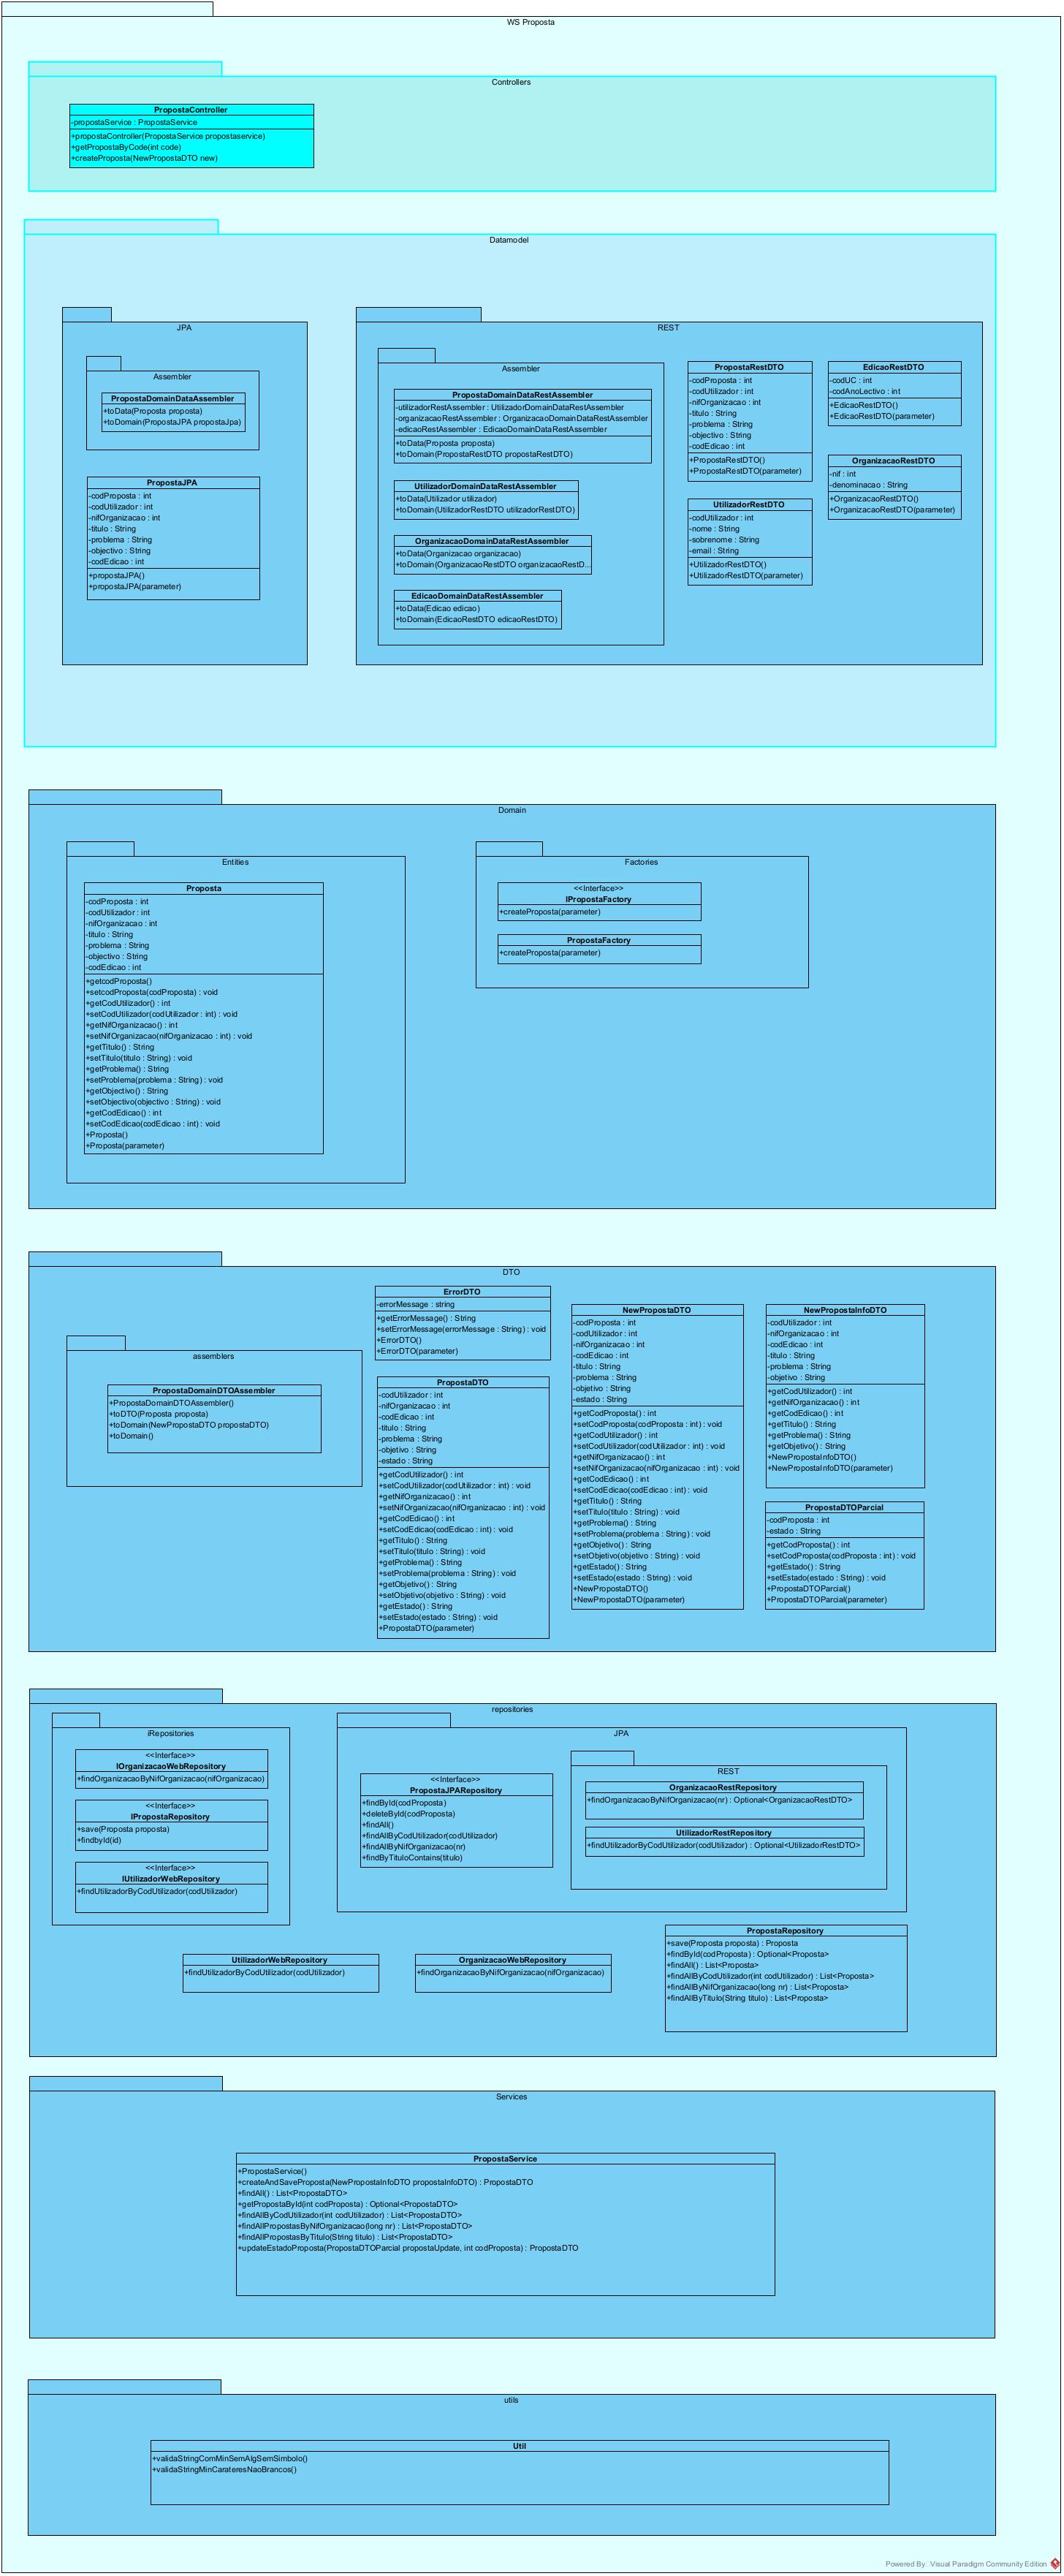 WS Proposta
Controllers
PropostaController
-propostaService : PropostaService
+propostaController(PropostaService propostaservice)
+getPropostaByCode(int code)
+createProposta(NewPropostaDTO new)
Datamodel
JPA
Assembler
PropostaDomainDataAssembler
+toData(Proposta proposta)
+toDomain(PropostaJPA propostaJpa)
PropostaJPA
-codProposta : int
-codUtilizador : int
-nifOrganizacao : int
-titulo : String
-problema : String
-objectivo : String
-codEdicao : int
+propostaJPA()
+propostaJPA(parameter)
REST
Assembler
PropostaDomainDataRestAssembler
-utilizadorRestAssembler : UtilizadorDomainDataRestAssembler
-organizacaoRestAssembler : OrganizacaoDomainDataRestAssembler
-edicaoRestAssembler : EdicaoDomainDataRestAssembler
+toData(Proposta proposta)
+toDomain(PropostaRestDTO propostaRestDTO)
UtilizadorDomainDataRestAssembler
+toData(Utilizador utilizador)
+toDomain(UtilizadorRestDTO utilizadorRestDTO)
OrganizacaoDomainDataRestAssembler
+toData(Organizacao organizacao)
+toDomain(OrganizacaoRestDTO organizacaoRestD...
EdicaoDomainDataRestAssembler
+toData(Edicao edicao)
+toDomain(EdicaoRestDTO edicaoRestDTO)
PropostaRestDTO
-codProposta : int
-codUtilizador : int
-nifOrganizacao : int
-titulo : String
-problema : String
-objectivo : String
-codEdicao : int
+PropostaRestDTO()
+PropostaRestDTO(parameter)
UtilizadorRestDTO
-codUtilizador : int
-nome : String
-sobrenome : String
-email : String
+UtilizadorRestDTO()
+UtilizadorRestDTO(parameter)
EdicaoRestDTO
-codUC : int
-codAnoLectivo : int
+EdicaoRestDTO()
+EdicaoRestDTO(parameter)
OrganizacaoRestDTO
-nif : int
-denominacao : String
+OrganizacaoRestDTO()
+OrganizacaoRestDTO(parameter)
Domain
Entities
Proposta
-codProposta : int
-codUtilizador : int
-nifOrganizacao : int
-titulo : String
-problema : String
-objectivo : String
-codEdicao : int
+getcodProposta()
+setcodProposta(codProposta) : void
+getCodUtilizador() : int
+setCodUtilizador(codUtilizador : int) : void
+getNifOrganizacao() : int
+setNifOrganizacao(nifOrganizacao : int) : void
+getTitulo() : String
+setTitulo(titulo : String) : void
+getProblema() : String
+setProblema(problema : String) : void
+getObjectivo() : String
+setObjectivo(objectivo : String) : void
+getCodEdicao() : int
+setCodEdicao(codEdicao : int) : void
+Proposta()
+Proposta(parameter)
Factories
<<Interface>>
IPropostaFactory
+createProposta(parameter)
PropostaFactory
+createProposta(parameter)
DTO
assemblers
PropostaDomainDTOAssembler
+PropostaDomainDTOAssembler()
+toDTO(Proposta proposta)
+toDomain(NewPropostaDTO propostaDTO)
+toDomain()
ErrorDTO
-errorMessage : string
+getErrorMessage() : String
+setErrorMessage(errorMessage : String) : void
+ErrorDTO()
+ErrorDTO(parameter)
PropostaDTO
-codUtilizador : int
-nifOrganizacao : int
-codEdicao : int
-titulo : String
-problema : String
-objetivo : String
-estado : String
+getCodUtilizador() : int
+setCodUtilizador(codUtilizador : int) : void
+getNifOrganizacao() : int
+setNifOrganizacao(nifOrganizacao : int) : void
+getCodEdicao() : int
+setCodEdicao(codEdicao : int) : void
+getTitulo() : String
+setTitulo(titulo : String) : void
+getProblema() : String
+setProblema(problema : String) : void
+getObjetivo() : String
+setObjetivo(objetivo : String) : void
+getEstado() : String
+setEstado(estado : String) : void
+PropostaDTO(parameter)
NewPropostaDTO
-codProposta : int
-codUtilizador : int
-nifOrganizacao : int
-codEdicao : int
-titulo : String
-problema : String
-objetivo : String
-estado : String
+getCodProposta() : int
+setCodProposta(codProposta : int) : void
+getCodUtilizador() : int
+setCodUtilizador(codUtilizador : int) : void
+getNifOrganizacao() : int
+setNifOrganizacao(nifOrganizacao : int) : void
+getCodEdicao() : int
+setCodEdicao(codEdicao : int) : void
+getTitulo() : String
+setTitulo(titulo : String) : void
+getProblema() : String
+setProblema(problema : String) : void
+getObjetivo() : String
+setObjetivo(objetivo : String) : void
+getEstado() : String
+setEstado(estado : String) : void
+NewPropostaDTO()
+NewPropostaDTO(parameter)
NewPropostaInfoDTO
-codUtilizador : int
-nifOrganizacao : int
-codEdicao : int
-titulo : String
-problema : String
-objetivo : String
+getCodUtilizador() : int
+getNifOrganizacao() : int
+getCodEdicao() : int
+getTitulo() : String
+getProblema() : String
+getObjetivo() : String
+NewPropostaInfoDTO()
+NewPropostaInfoDTO(parameter)
PropostaDTOParcial
-codProposta : int
-estado : String
+getCodProposta() : int
+setCodProposta(codProposta : int) : void
+getEstado() : String
+setEstado(estado : String) : void
+PropostaDTOParcial()
+PropostaDTOParcial(parameter)
repositories
iRepositories
<<Interface>>
IOrganizacaoWebRepository
+findOrganizacaoByNifOrganizacao(nifOrganizacao)
<<Interface>>
IPropostaRepository
+save(Proposta proposta)
+findbyId(id)
<<Interface>>
IUtilizadorWebRepository
+findUtilizadorByCodUtilizador(codUtilizador)
JPA
<<Interface>>
PropostaJPARepository
+findById(codProposta)
+deleteById(codProposta)
+findAll()
+findAllByCodUtilizador(codUtilizador)
+findAllByNifOrganizacao(nr)
+findByTituloContains(titulo)
REST
OrganizacaoRestRepository
+findOrganizacaoByNifOrganizacao(nr) : Optional<OrganizacaoRestDTO>
UtilizadorRestRepository
+findUtilizadorByCodUtilizador(codUtilizador) : Optional<UtilizadorRestDTO>
UtilizadorWebRepository
+findUtilizadorByCodUtilizador(codUtilizador)
OrganizacaoWebRepository
+findOrganizacaoByNifOrganizacao(nifOrganizacao)
PropostaRepository
+save(Proposta proposta) : Proposta
+findById(codProposta) : Optional<Proposta>
+findAll() : List<Proposta>
+findAllByCodUtilizador(int codUtilizador) : List<Proposta>
+findAllByNifOrganizacao(long nr) : List<Proposta>
+findAllByTitulo(String titulo) : List<Proposta>
Services
PropostaService
+PropostaService()
+createAndSaveProposta(NewPropostaInfoDTO propostaInfoDTO) : PropostaDTO
+findAll() : List<PropostaDTO>
+getPropostaById(int codProposta) : Optional<PropostaDTO>
+findAllByCodUtilizador(int codUtilizador) : List<PropostaDTO>
+findAllPropostasByNifOrganizacao(long nr) : List<PropostaDTO>
+findAllPropostasByTitulo(String titulo) : List<PropostaDTO>
+updateEstadoProposta(PropostaDTOParcial propostaUpdate, int codProposta) : PropostaDTO
utils
Util
+validaStringComMinSemAlgSemSimbolo()
+validaStringMinCarateresNaoBrancos()
Powered By: Visual Paradigm Community Edition